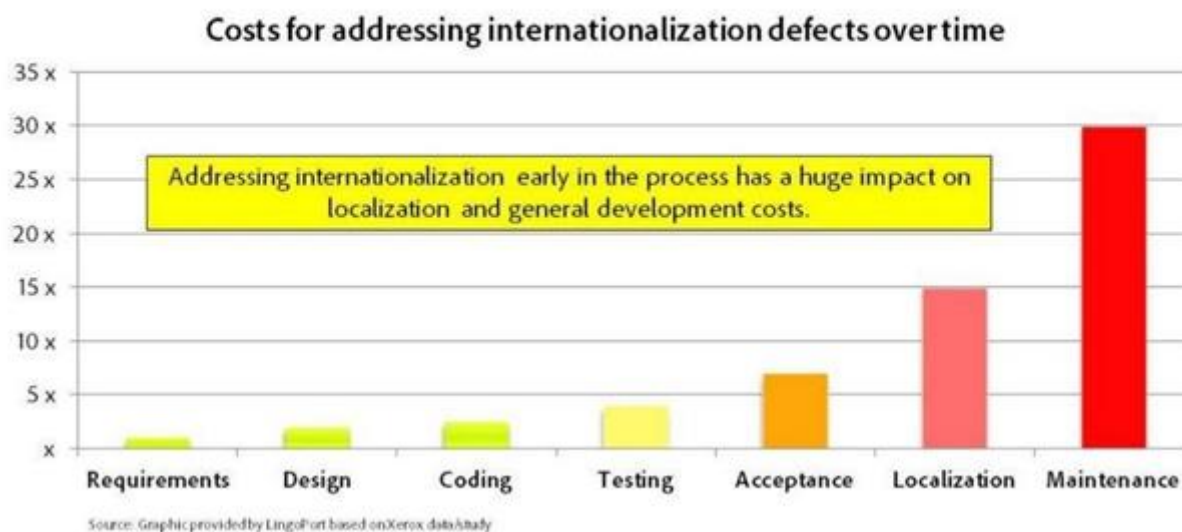 Costs for addressing internationalization defects over time
35 x
30 x
25 x
20 x
15 x
10 x
5 x
x
Addressing internationalization early in the process has a huge impact on
localization and general development costs.
Requirements Design Coding Testing Acceptance Localization Maintenance
Source: Graphic provided by LingoPort based on Xerox data/study